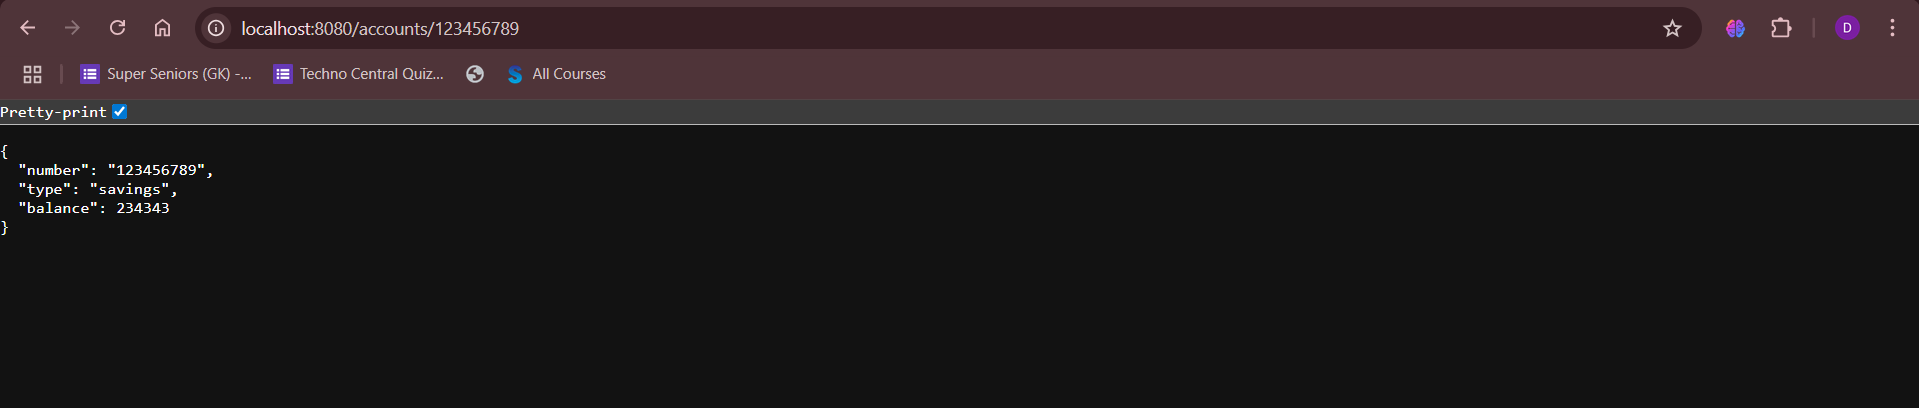 localhost:8080/accounts/123456789
D
Super Seniors (GK) -...
Techno Central Quiz...
All Courses
Pretty-print
{
  "number": "123456789",
  "type": "savings",
  "balance": 234343
}